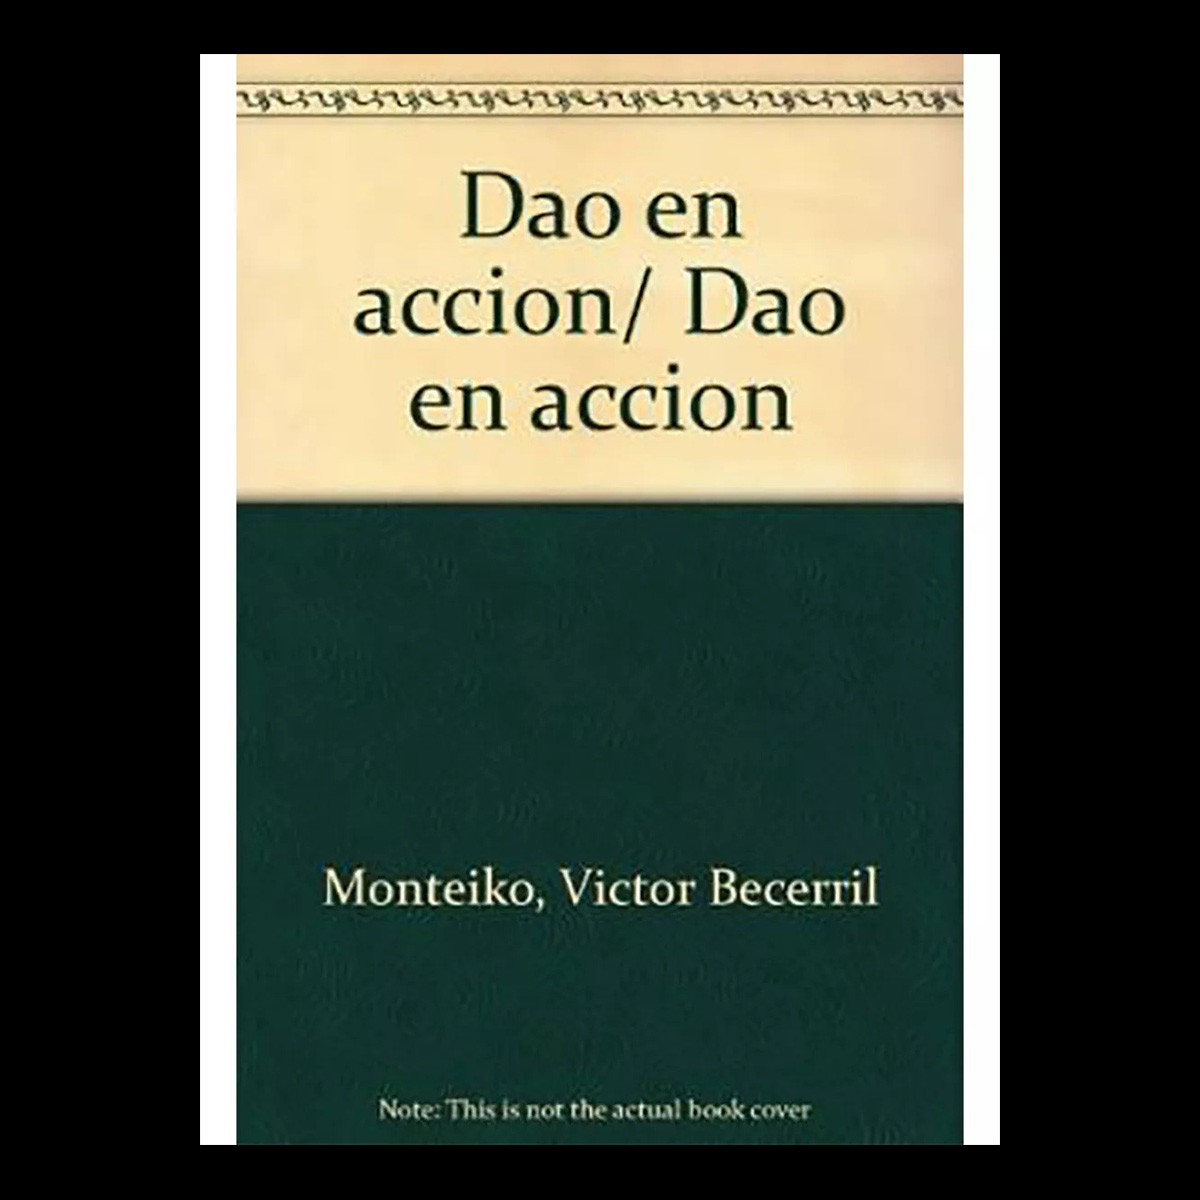 Dao en
accion/ Dao
en accion
Monteiko, Victor Becerril
Note: This is not the actual book cover